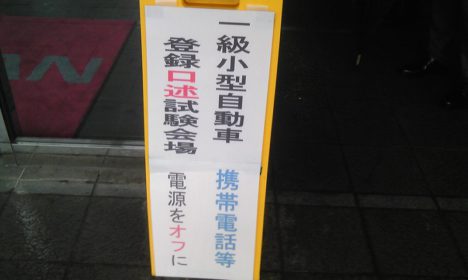 一級小型自動車
登録口述試験会場
携帯電話等
電源をオフに